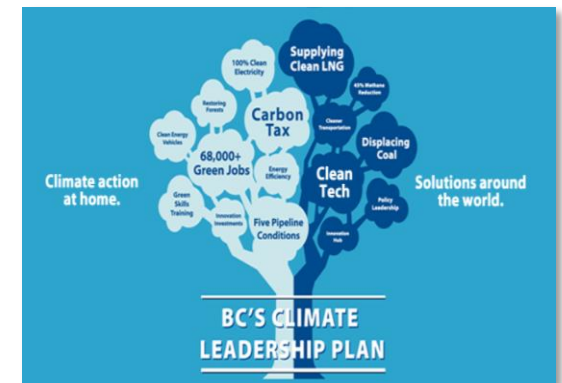 Supplying
Clean LNG
100% Clean
Electricity
45% Methane
Reduction
Restoring
Forests
Carbon
Tax
Cleaner
Transportation
Clean Energy
Vehicles
Displacing
Coal
68,000+
Green Jobs
Energy
Efficiency
Clean
Tech
Climate action
at home.
Solutions around
the world.
Green
Skills
Training
Policy
Leadership
Innovation
Investments
Five Pipeline
Conditions
Innovation
Hub
BC'S CLIMATE
LEADERSHIP PLAN